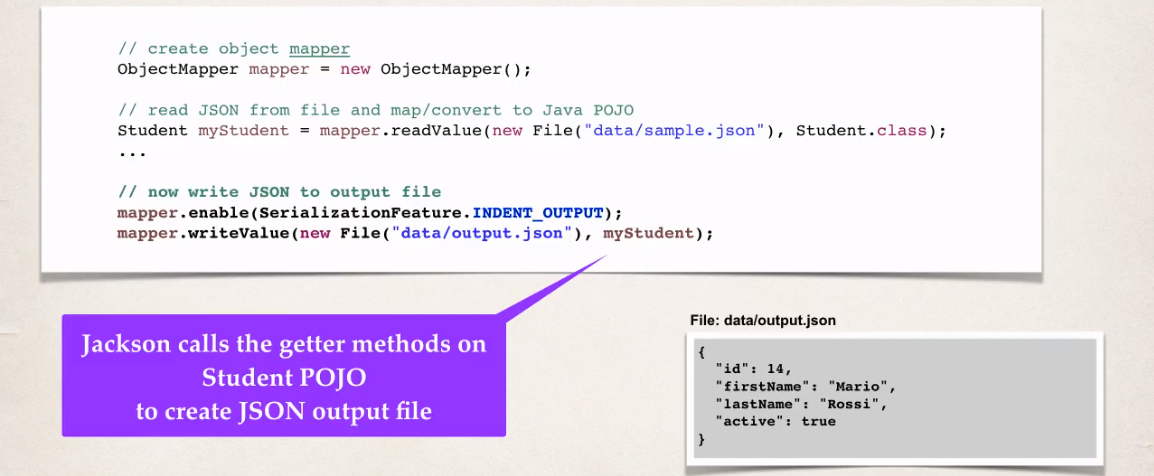 // create object mapper
ObjectMapper mapper = new ObjectMapper();
// read JSON from file and map/convert to Java POJO
Student myStudent = mapper.readValue(new File("data/sample.json"), Student.class);
...
// now write JSON to output file
mapper.enable(SerializationFeature.INDENT_OUTPUT);
mapper.writeValue(new File("data/output.json"), myStudent);
Jackson calls the getter methods on
Student POJO
to create JSON output file
File: data/output.json
{
"id": 14,
"firstName": "Mario",
"lastName": "Rossi",
"active": true
}